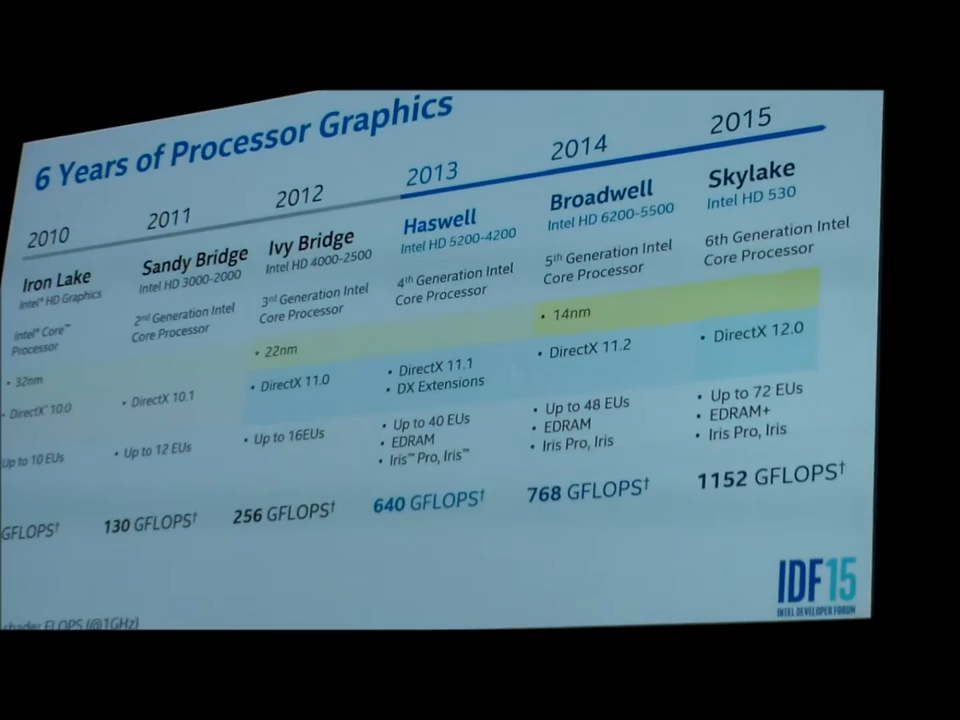 6 Years of Processor Graphics
2010
Iron Lake
Intel® HD Graphics
Intel® Core™
Processor
• 32nm
• DirectX® 10.0
Up to 10 EUs
GFLOPS†
2011
Sandy Bridge
Intel HD 3000-2000
2nd Generation Intel
Core Processor
• DirectX 10.1
• Up to 12 EUs
130 GFLOPS†
2012
Ivy Bridge
Intel HD 4000-2500
3rd Generation Intel
Core Processor
• 22nm
• DirectX 11.0
• Up to 16EUs
256 GFLOPS†
2013
Haswell
Intel HD 5200-4200
4th Generation Intel
Core Processor
• DirectX 11.1
• DX Extensions
• Up to 40 EUs
• EDRAM
• Iris™ Pro, Iris™
640 GFLOPS†
2014
Broadwell
Intel HD 6200-5500
5th Generation Intel
Core Processor
• 14nm
• DirectX 11.2
• Up to 48 EUs
• EDRAM
• Iris Pro, Iris
768 GFLOPS†
2015
Skylake
Intel HD 530
6th Generation Intel
Core Processor
• DirectX 12.0
• Up to 72 EUs
• EDRAM+
• Iris Pro, Iris
1152 GFLOPS†
shader FLOPS (@1GHz)
IDF15
INTEL DEVELOPER FORUM